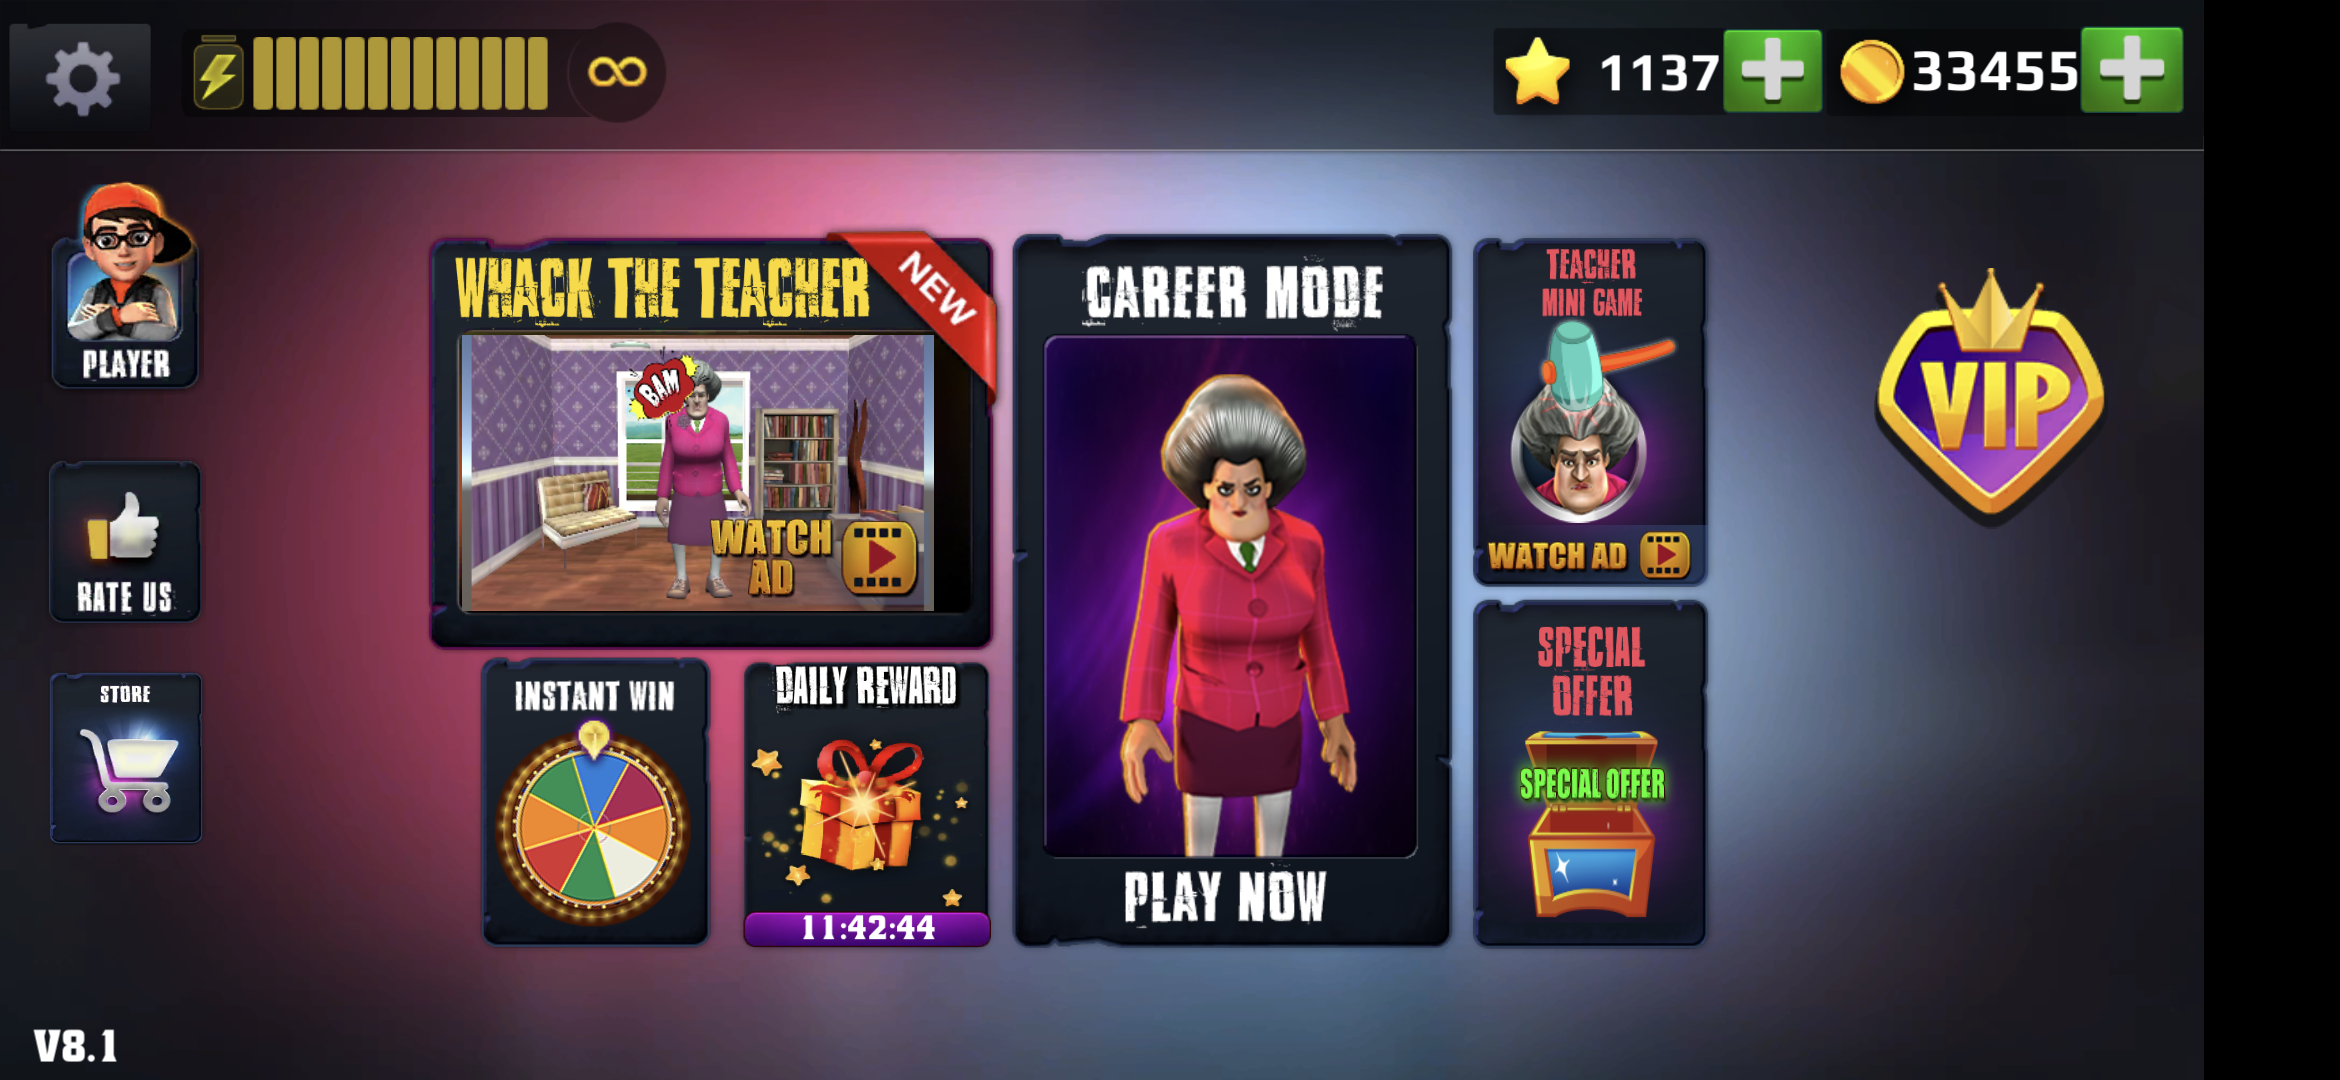 1137
33455
PLAYER
RATE US
STORE
WHACK THE TEACHER
NEW
BAM
WATCH
AD
INSTANT WIN
DAILY REWARD
11:42:44
CAREER MODE
PLAY NOW
TEACHER
MINI GAME
WATCH AD
SPECIAL
OFFER
SPECIAL OFFER
VIP
V8.1